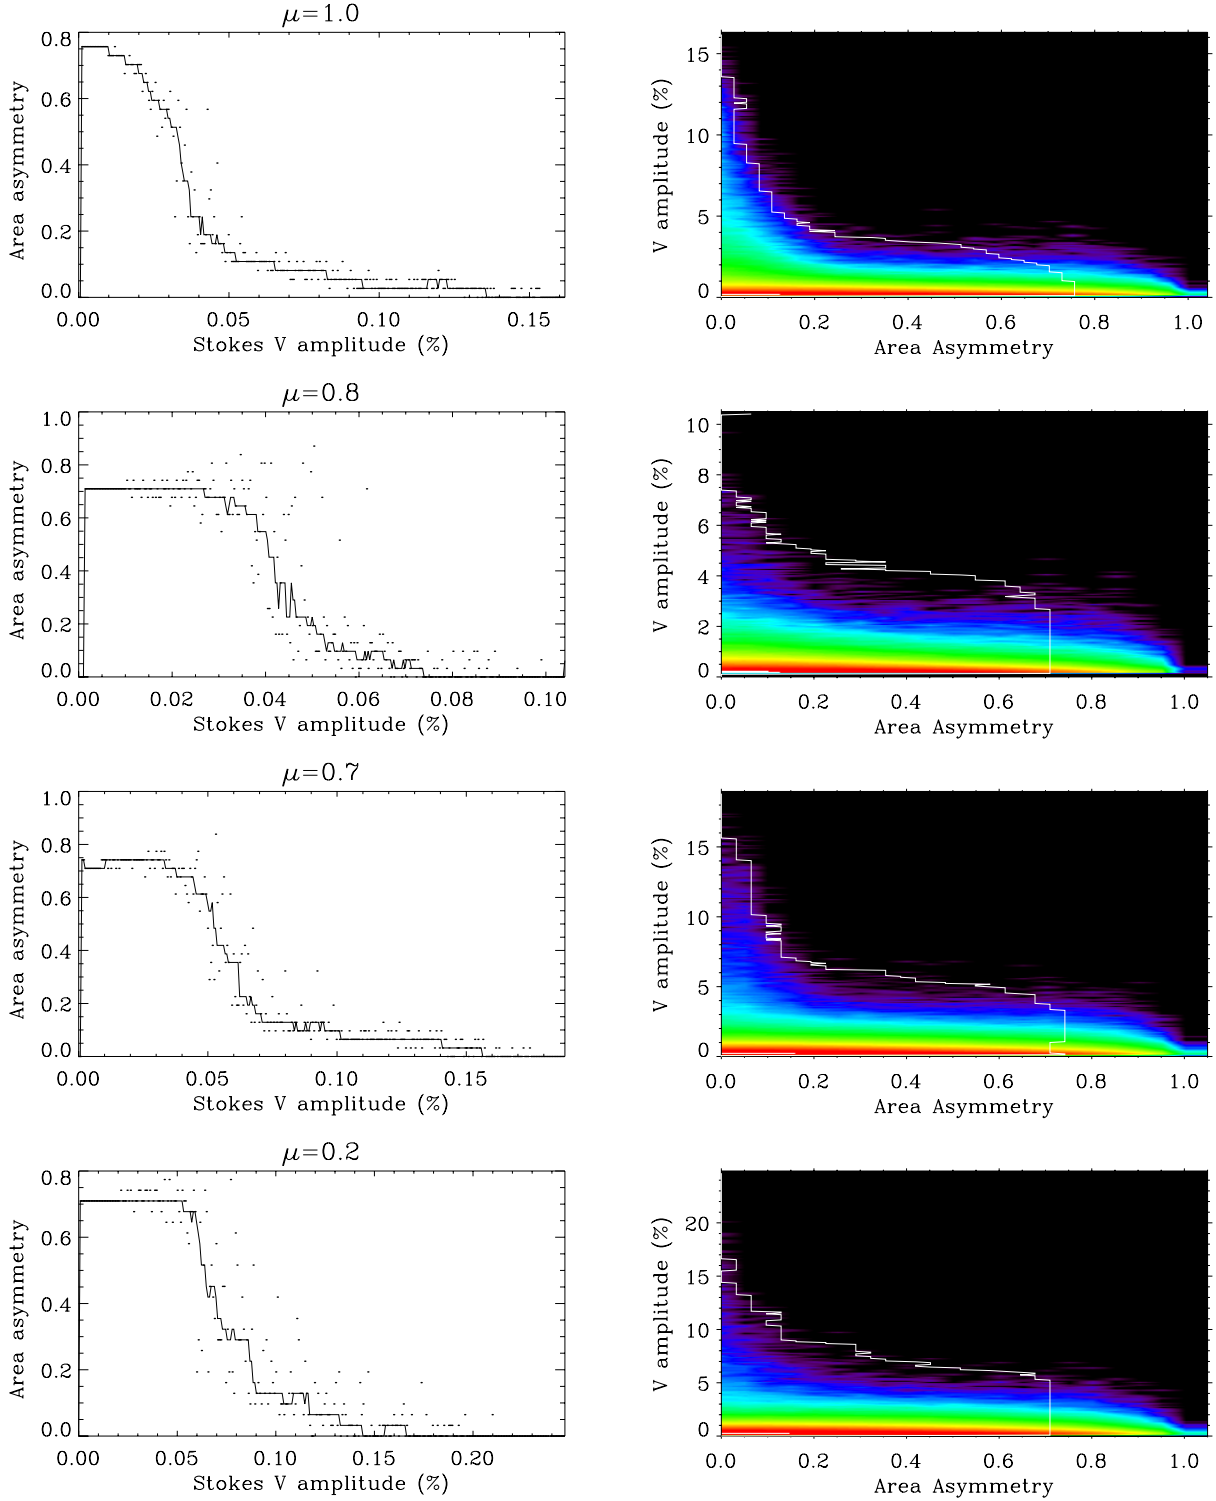 μ=1.0
Area asymmetry
0.8
0.6
0.4
0.2
0.0
0.00 0.05 0.10 0.15
Stokes V amplitude (%)
V amplitude (%)
15
10
5
0
0.0 0.2 0.4 0.6 0.8 1.0
Area Asymmetry
μ=0.8
Area asymmetry
1.0
0.8
0.6
0.4
0.2
0.0
0.00 0.02 0.04 0.06 0.08 0.10
Stokes V amplitude (%)
V amplitude (%)
10
8
6
4
2
0
0.0 0.2 0.4 0.6 0.8 1.0
Area Asymmetry
μ=0.7
Area asymmetry
1.0
0.8
0.6
0.4
0.2
0.0
0.00 0.05 0.10 0.15
Stokes V amplitude (%)
V amplitude (%)
15
10
5
0
0.0 0.2 0.4 0.6 0.8 1.0
Area Asymmetry
μ=0.2
Area asymmetry
0.8
0.6
0.4
0.2
0.0
0.00 0.05 0.10 0.15 0.20
Stokes V amplitude (%)
V amplitude (%)
20
15
10
5
0
0.0 0.2 0.4 0.6 0.8 1.0
Area Asymmetry